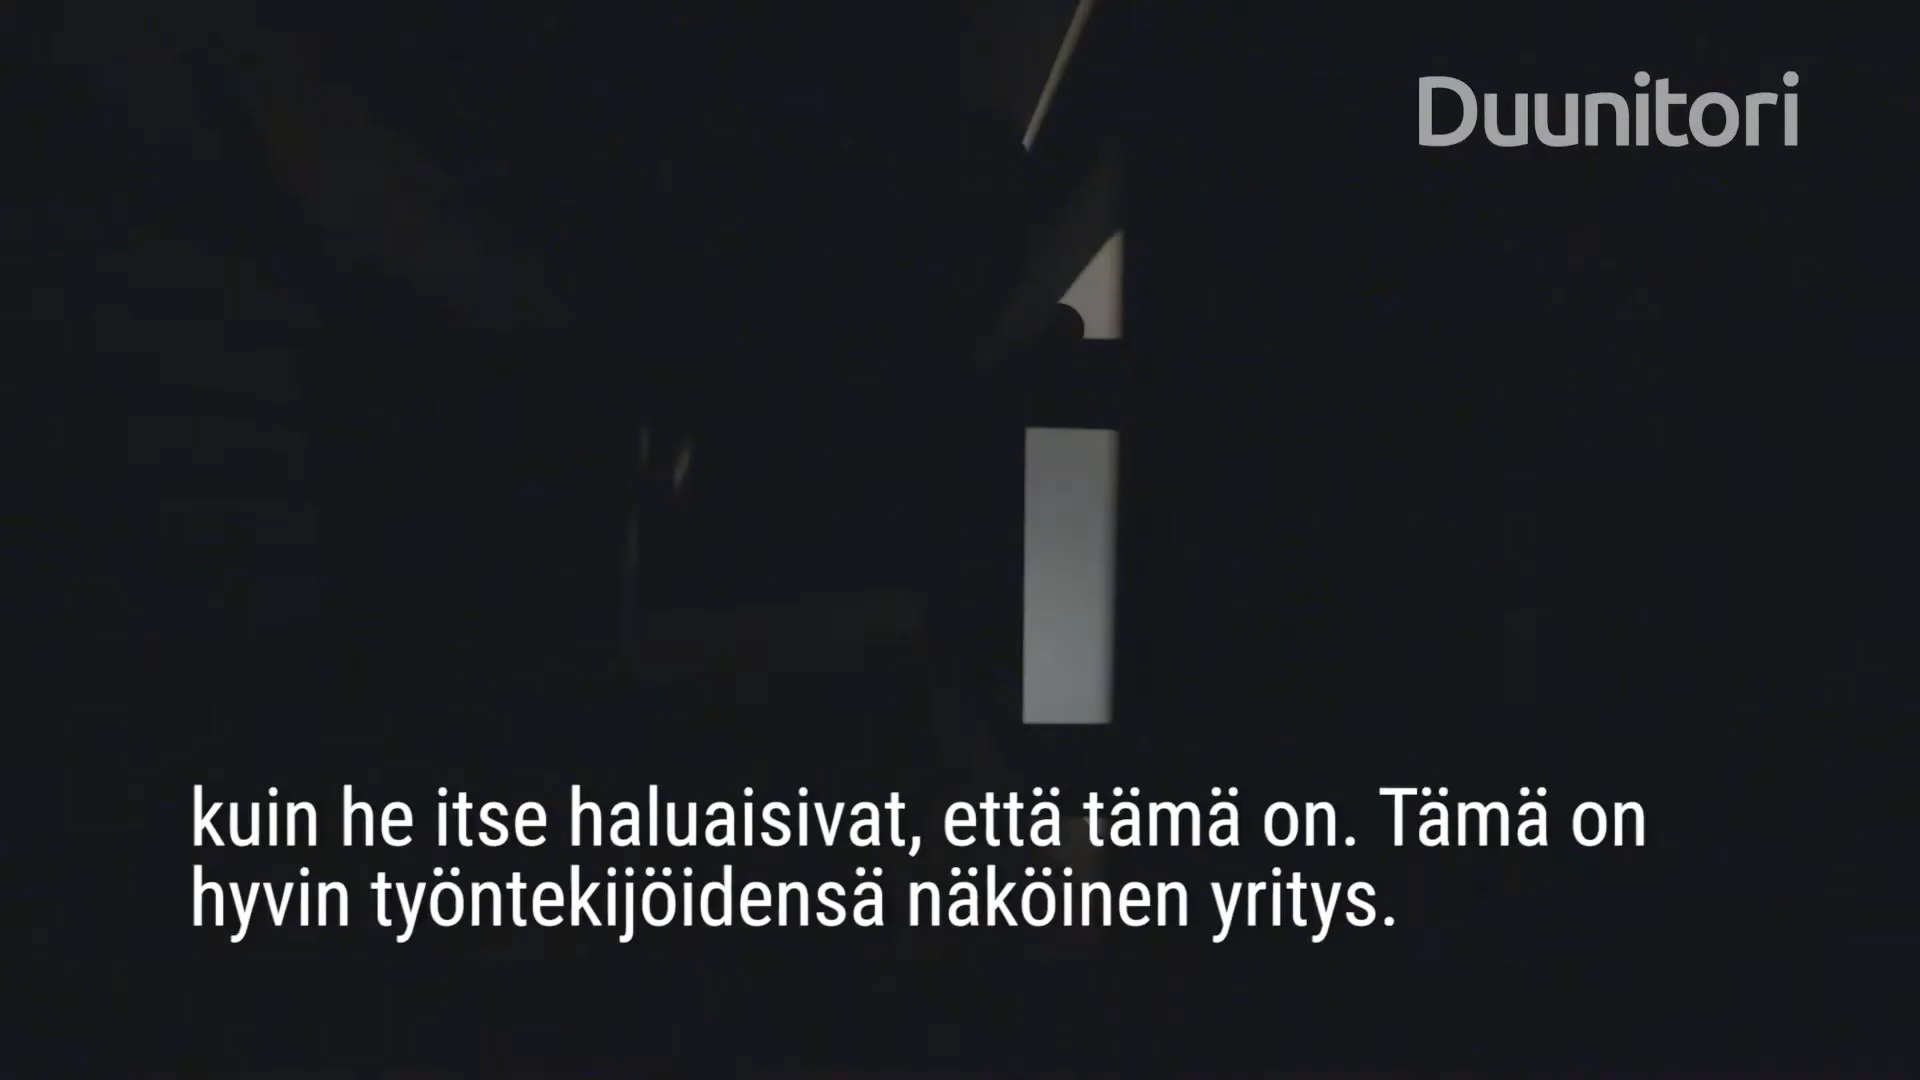 Duunitori
kuin he itse haluaisivat, että tämä on. Tämä on
hyvin työntekijöidensä näköinen yritys.